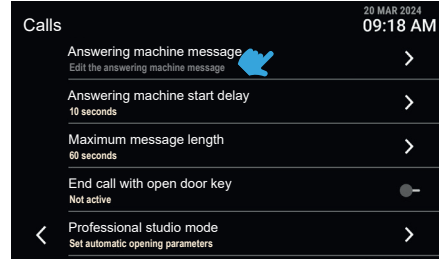 20 MAR 2024
Calls
09:18 AM
Answering machine message
Edit the answering machine message
Answering machine start delay
10 seconds
Maximum message length
60 seconds
End call with open door key
Not active
Professional studio mode
Set automatic opening parameters